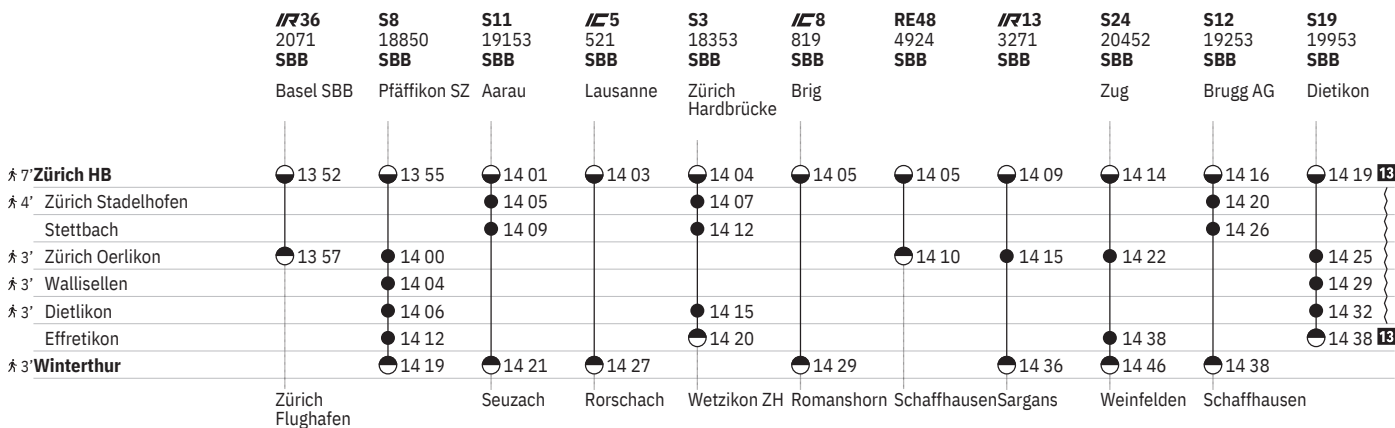 IR36 S8 S11 IC5 S3 IC8 RE48 IR13 S24 S12 S19
2071 18850 19153 521 18353 819 4924 3271 20452 19253 19953
SBB SBB SBB SBB SBB SBB SBB SBB SBB SBB SBB
Basel SBB Pfäffikon SZ Aarau Lausanne Zürich Brig Zug Brugg AG Dietikon
Hardbrücke
7' Zürich HB 13 52 13 55 14 01 14 03 14 04 14 05 14 05 14 09 14 14 14 16 14 19 13
4' Zürich Stadelhofen 14 05 14 07 14 20
Stettbach 14 09 14 12 14 26
3' Zürich Oerlikon 13 57 14 00 14 10 14 15 14 22 14 25
3' Wallisellen 14 04 14 29
3' Dietlikon 14 06 14 15 14 32
Effretikon 14 12 14 20 14 38 14 38 13
3' Winterthur 14 19 14 21 14 27 14 29 14 36 14 46 14 38
Zürich Seuzach Rorschach Wetzikon ZH Romanshorn Schaffhausen Sargans Weinfelden Schaffhausen
Flughafen